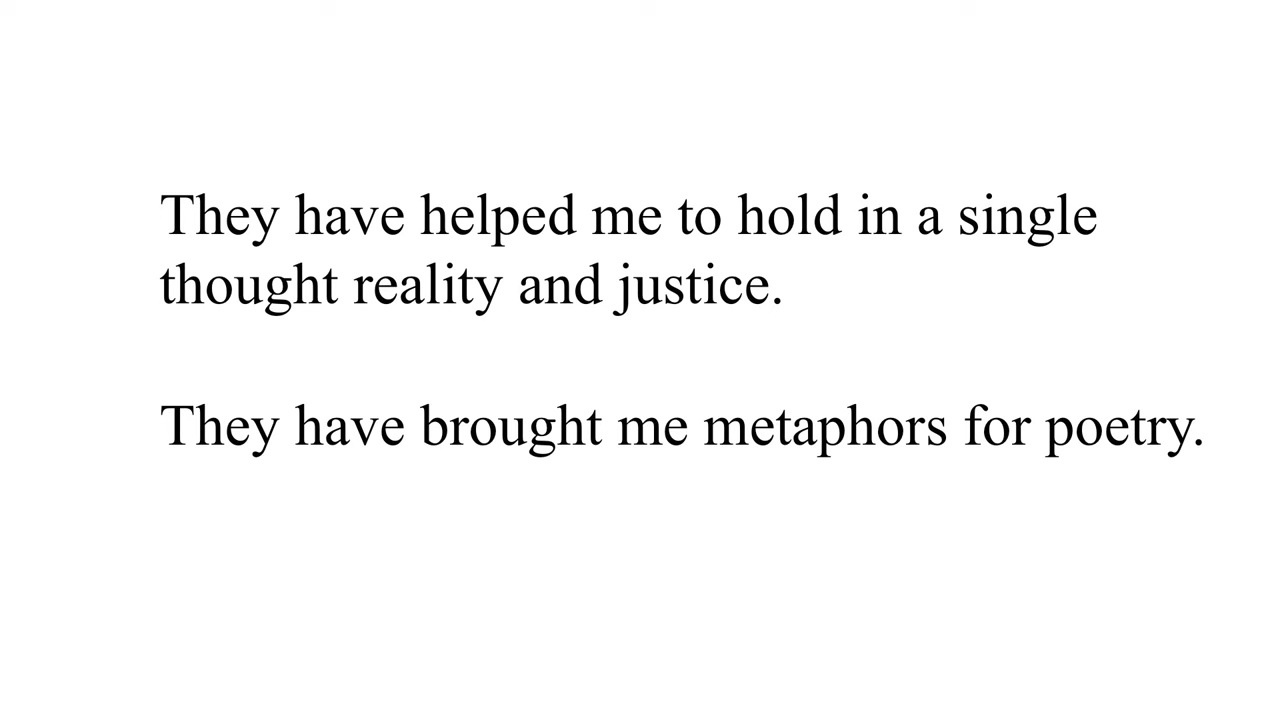 They have helped me to hold in a single
thought reality and justice.
They have brought me metaphors for poetry.